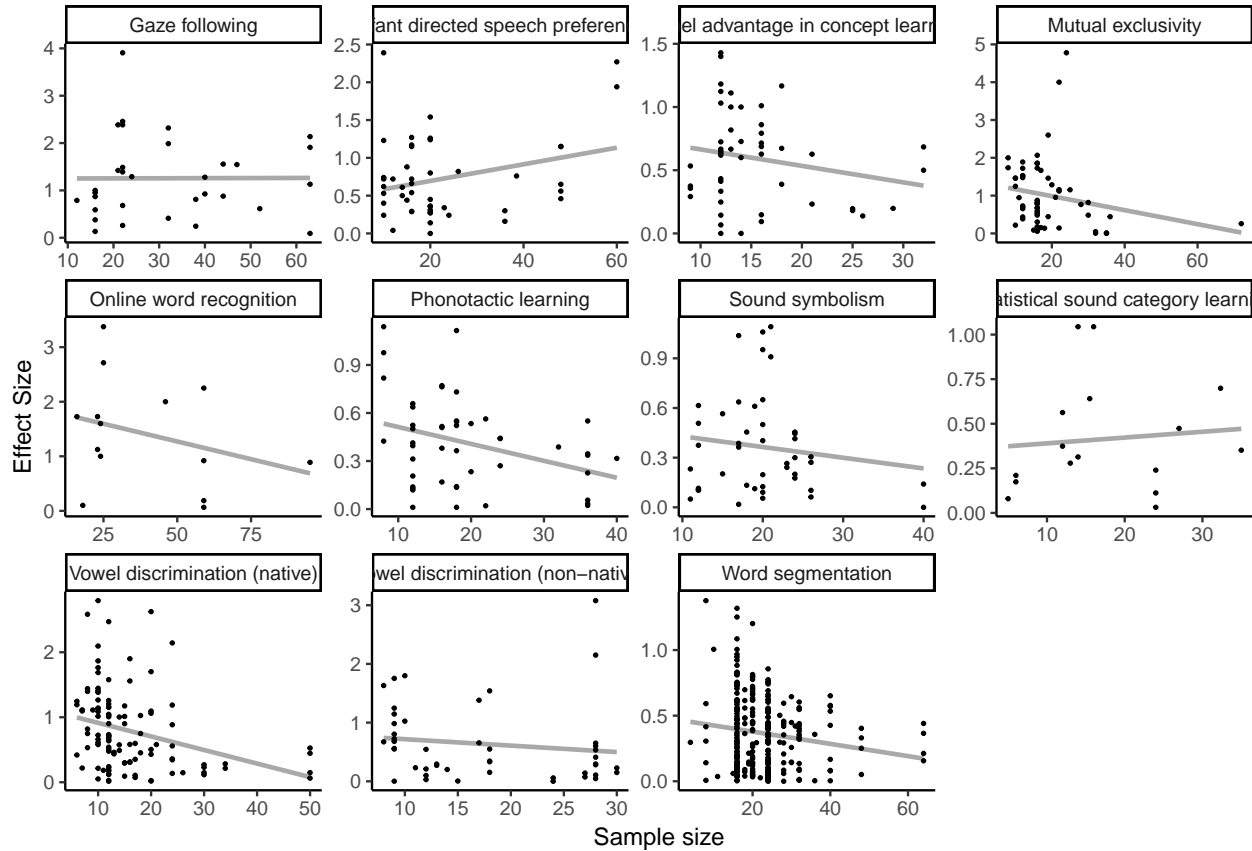 Gaze following
ant directed speech preferen
el advantage in concept learn
Mutual exclusivity
4
3
2
1
0
10 20 30 40 50 60
2.5
2.0
1.5
1.0
0.5
0.0
20 40 60
1.5
1.0
0.5
0.0
10 15 20 25 30
5
4
3
2
1
0
20 40 60
Online word recognition
Phonotactic learning
Sound symbolism
tistical sound category learni
3
2
1
0
25 50 75
0.9
0.6
0.3
0.0
10 20 30 40
0.9
0.6
0.3
0.0
20 30 40
1.00
0.75
0.50
0.25
0.00
10 20 30
Vowel discrimination (native)
owel discrimination (non−nativ
Word segmentation
2
1
0
10 20 30 40 50
3
2
1
0
10 15 20 25 30
1.0
0.5
0.0
20 40 60
Effect Size
Sample size